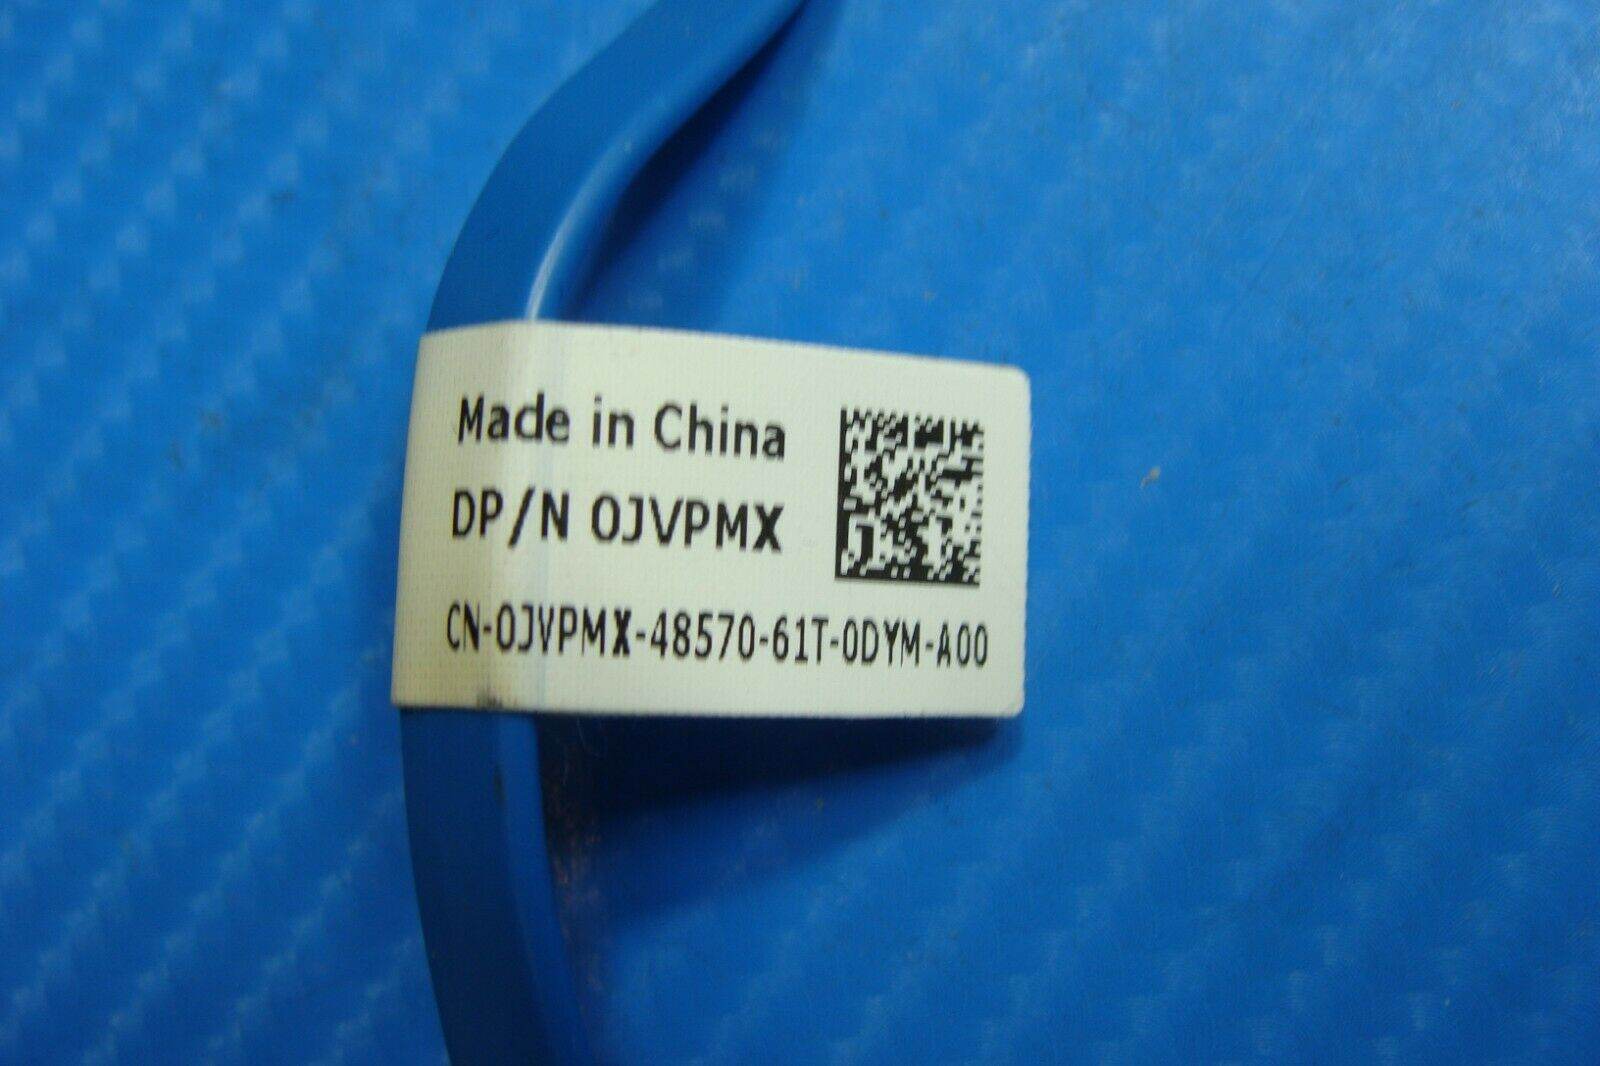 Made in China
DP/N 0JVPMX
CN-0JVPMX-48570-61T-0DYM-A00